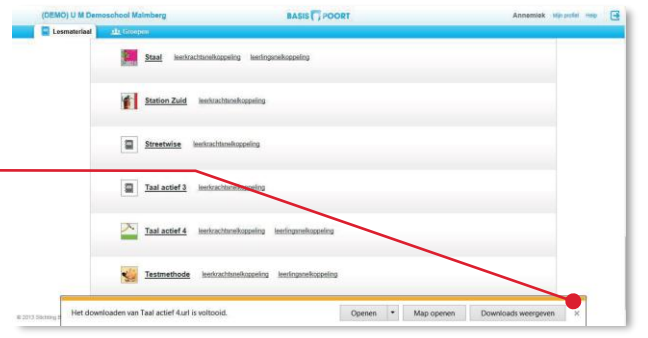 (DEMO) U M Demoschool Malmberg BASIS POORT Annemiek Mijn profiel Help
Lesmateriaal Groepen
Staal leerkrachtsnelkoppeling leerlingsnelkoppeling
Station Zuid leerkrachtsnelkoppeling
Streetwise leerkrachtsnelkoppeling
Taal actief 3 leerkrachtsnelkoppeling
Taal actief 4 leerkrachtsnelkoppeling leerlingsnelkoppeling
Testmethode leerkrachtsnelkoppeling leerlingsnelkoppeling
Het downloaden van Taal actief 4.url is voltooid. Openen Map openen Downloads weergeven ×
Stichting